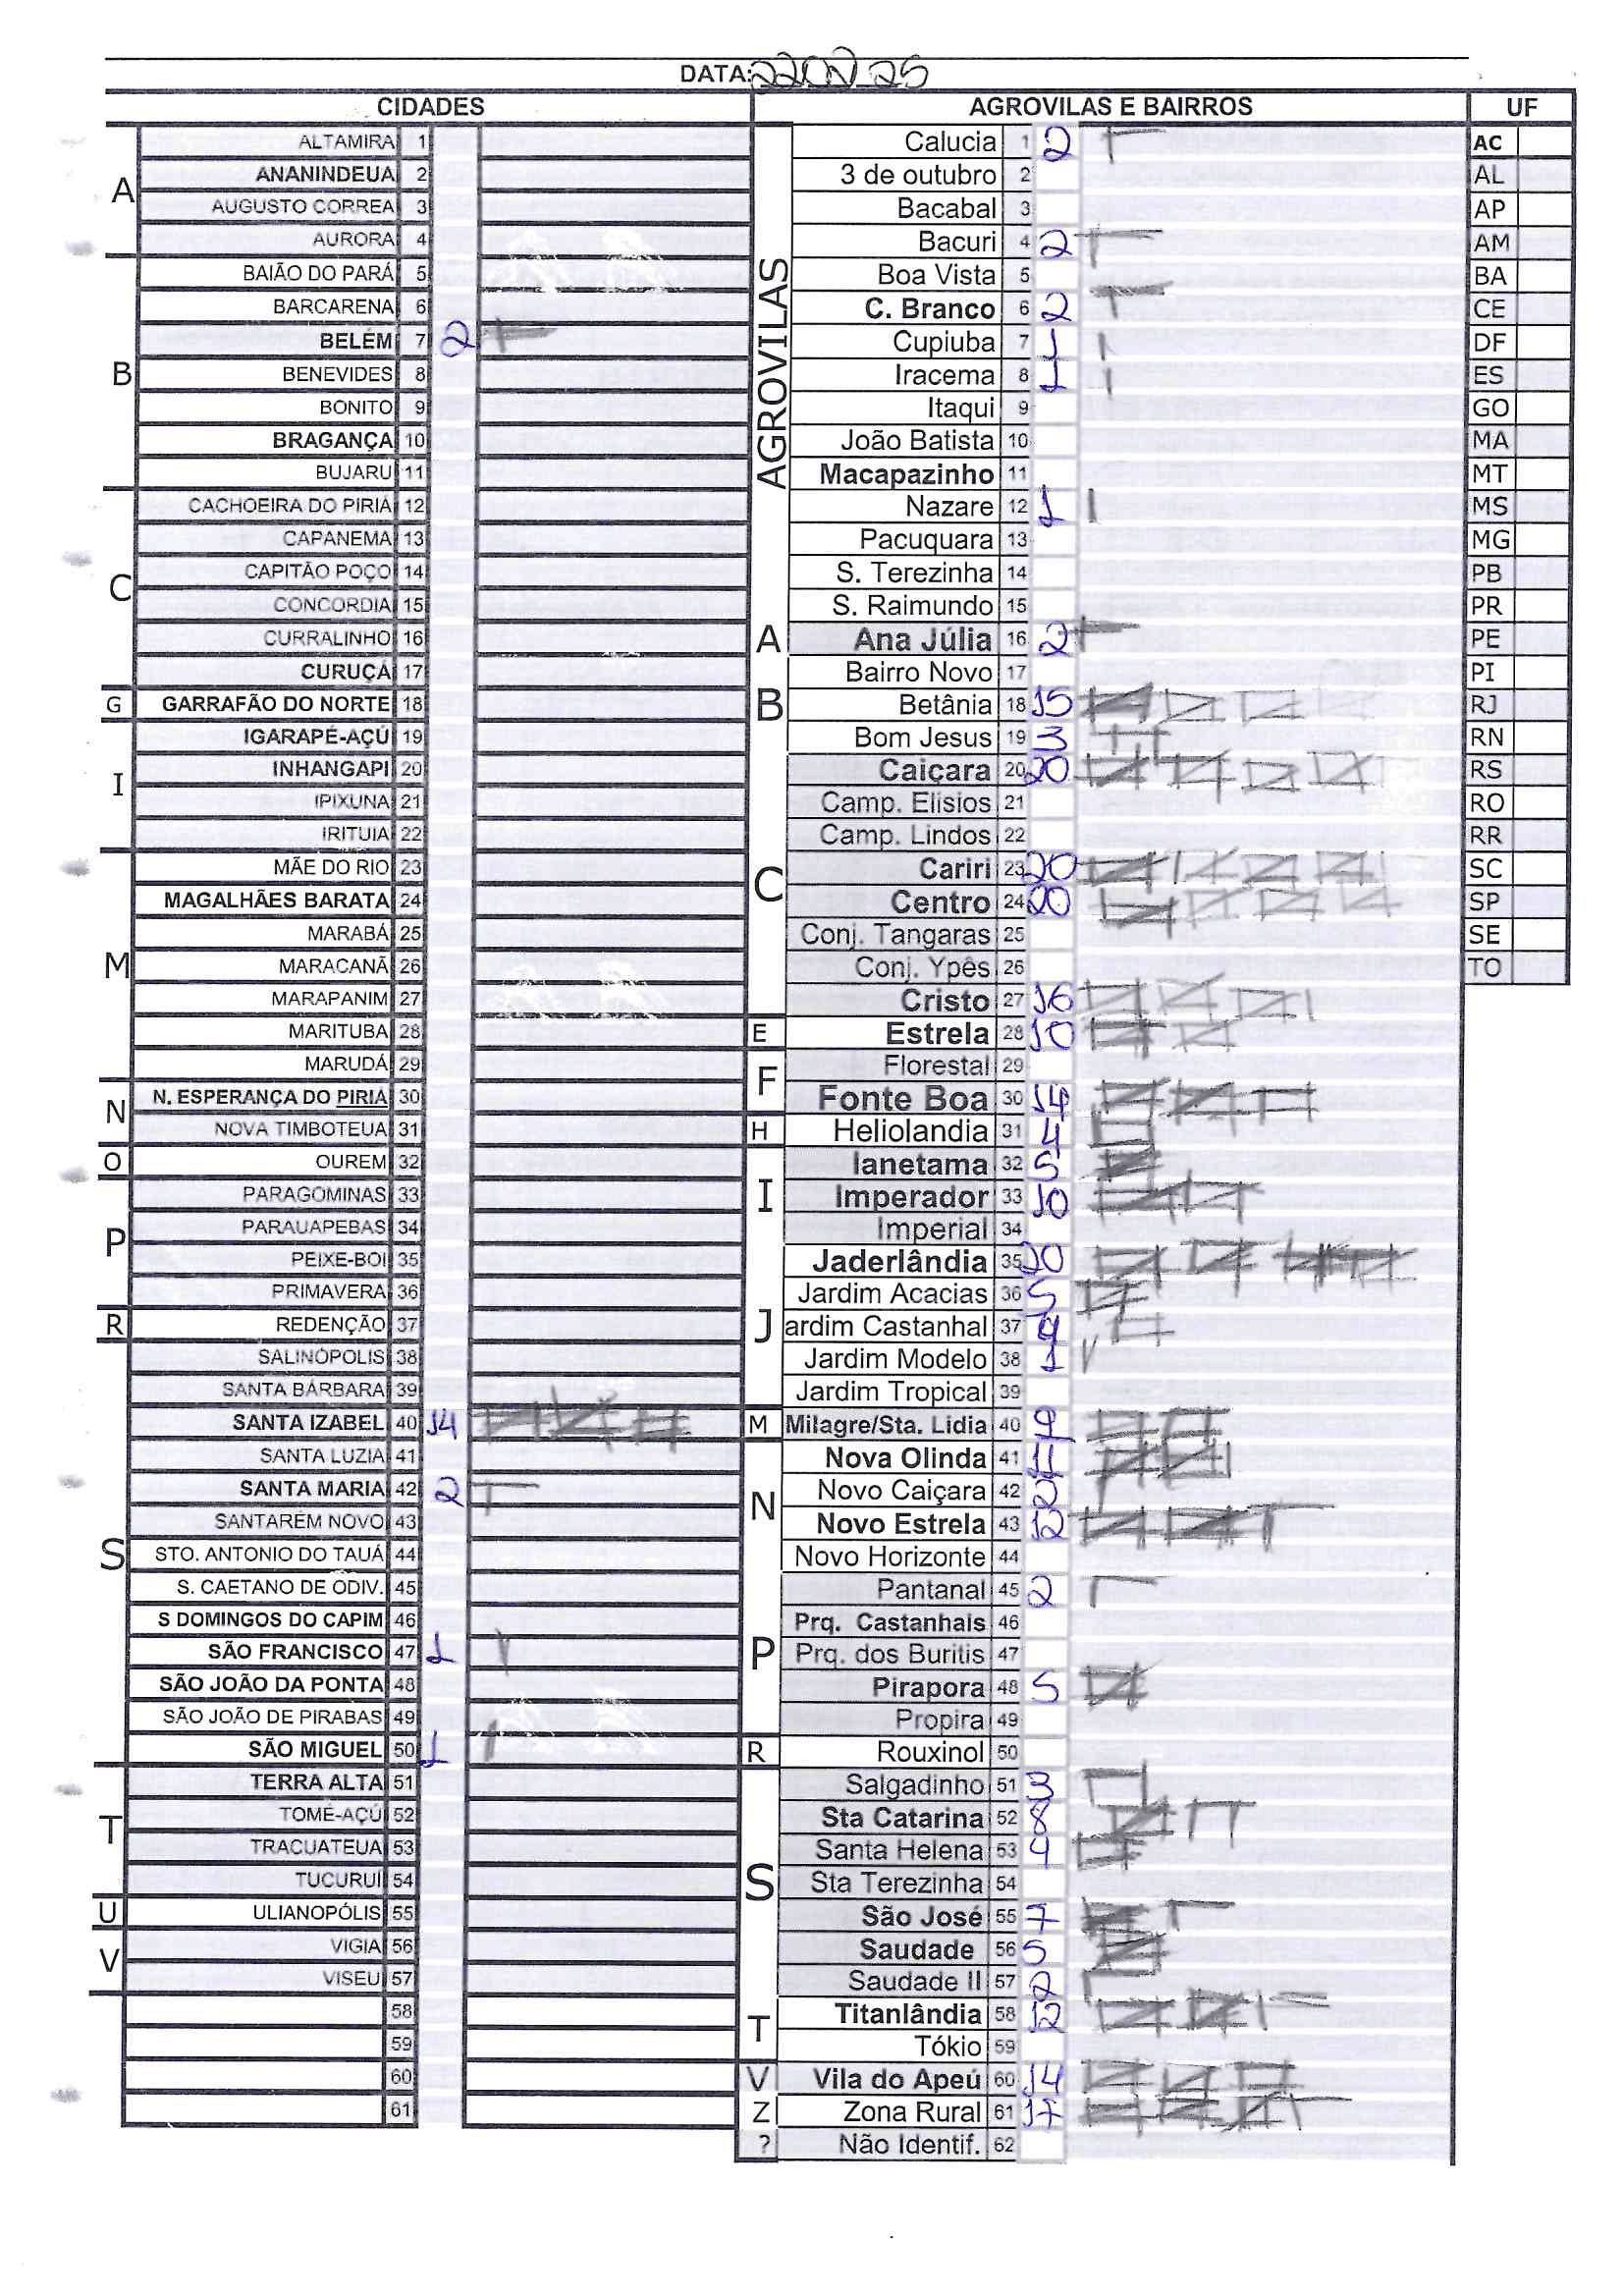 DATA: 22 02 25
CIDADES AGROVILAS E BAIRROS UF
A
ALTAMIRA 1
ANANINDEUA 2
AUGUSTO CORREA 3
AURORA 4
B
BAIÃO DO PARÁ 5
BARCARENA 6
BELÉM 7 2
BENEVIDES 8
BONITO 9
BRAGANÇA 10
BUJARU 11
C
CACHOEIRA DO PIRIÁ 12
CAPANEMA 13
CAPITÃO POÇO 14
CONCORDIA 15
CURRALINHO 16
CURUÇÁ 17
G
GARRAFÃO DO NORTE 18
I
IGARAPÉ-AÇÚ 19
INHANGAPI 20
IPIXUNA 21
IRITUIA 22
M
MÃE DO RIO 23
MAGALHÃES BARATA 24
MARABÁ 25
MARACANÃ 26
MARAPANIM 27
MARITUBA 28
MARUDÁ 29
N
N. ESPERANÇA DO PIRIA 30
NOVA TIMBOTEUA 31
O
OUREM 32
P
PARAGOMINAS 33
PARAUAPEBAS 34
PEIXE-BOI 35
PRIMAVERA 36
R
REDENÇÃO 37
S
SALINÓPOLIS 38
SANTA BÁRBARA 39
SANTA IZABEL 40 14
SANTA LUZIA 41
SANTA MARIA 42 2
SANTARÉM NOVO 43
STO. ANTONIO DO TAUÁ 44
S. CAETANO DE ODIV. 45
S DOMINGOS DO CAPIM 46
SÃO FRANCISCO 47 1
SÃO JOÃO DA PONTA 48
SÃO JOÃO DE PIRABAS 49
SÃO MIGUEL 50 1
T
TERRA ALTA 51
TOMÉ-AÇÚ 52
TRACUATEUA 53
TUCURUI 54
U
ULIANOPÓLIS 55
V
VIGIA 56
VISEU 57
58
59
60
61
AGROVILAS
Calucia 1 2
3 de outubro 2
Bacabal 3
Bacuri 4 2
Boa Vista 5
C. Branco 6 2
Cupiuba 7 1
Iracema 8 1
Itaqui 9
João Batista 10
Macapazinho 11
Nazare 12 1
Pacuquara 13
S. Terezinha 14
S. Raimundo 15
A
Ana Júlia 16 2
Bairro Novo 17
B
Betânia 18 15
Bom Jesus 19 3
C
Caiçara 20 20
Camp. Elisios 21
Camp. Lindos 22
Cariri 23 20
Centro 24 20
Conj. Tangaras 25
Conj. Ypês 26
Cristo 27 16
E
Estrela 28 10
F
Florestal 29
Fonte Boa 30 14
H
Heliolandia 31 4
I
Ianetama 32 5
Imperador 33 10
Imperial 34
J
Jaderlândia 35 20
Jardim Acacias 36 5
ardim Castanhal 37 4
Jardim Modelo 38 1
Jardim Tropical 39
M
Milagre/Sta. Lidia 40 9
N
Nova Olinda 41 11
Novo Caiçara 42 2
Novo Estrela 43 12
Novo Horizonte 44
P
Pantanal 45 2
Prq. Castanhais 46
Prq. dos Buritis 47
Pirapora 48 5
Propira 49
R
Rouxinol 50
S
Salgadinho 51 3
Sta Catarina 52 8
Santa Helena 53 4
Sta Terezinha 54
São José 55 7
Saudade 56 5
Saudade II 57 2
T
Titanlândia 58 12
Tókio 59
V
Vila do Apeú 60 14
Z
Zona Rural 61 17
?
Não Identif. 62
AC
AL
AP
AM
BA
CE
DF
ES
GO
MA
MT
MS
MG
PB
PR
PE
PI
RJ
RN
RS
RO
RR
SC
SP
SE
TO